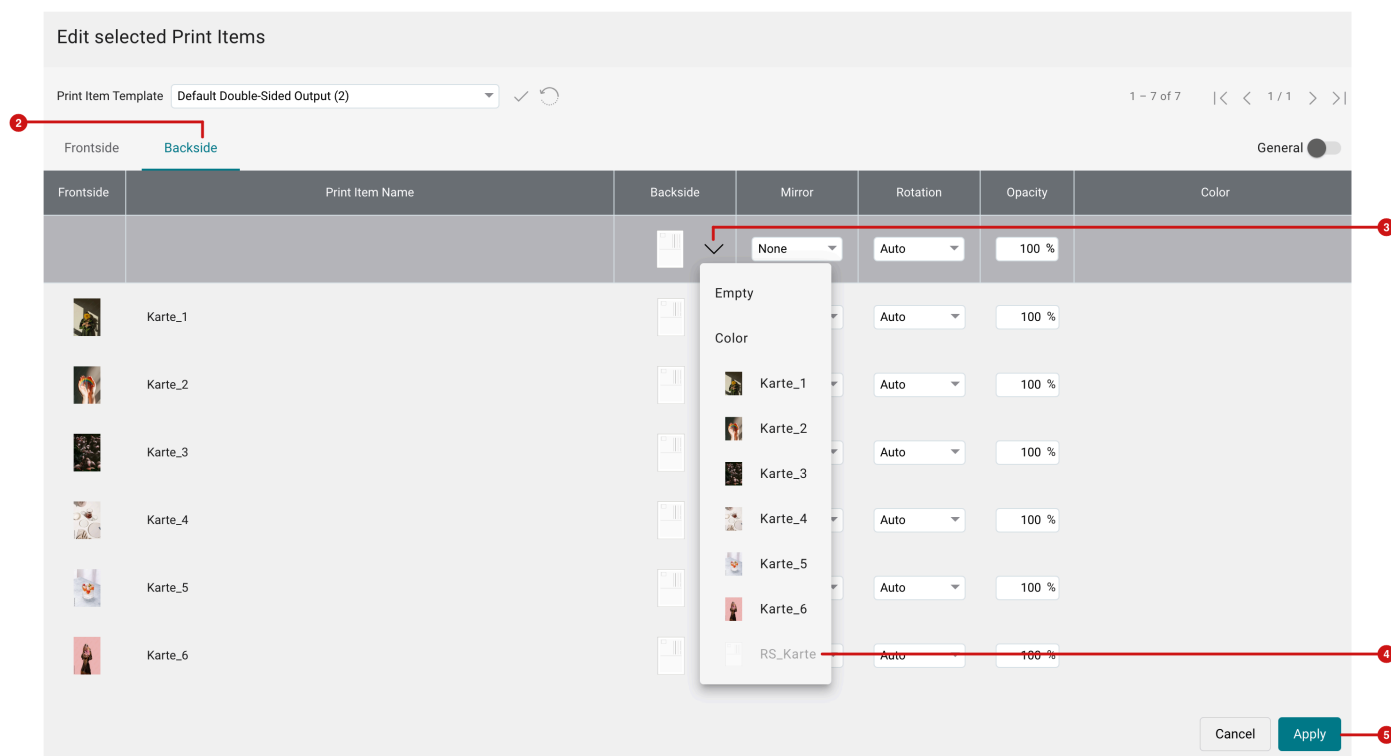 Edit selected Print Items
Print Item Template Default Double-Sided Output (2) 1 – 7 of 7 1 / 1
2
Frontside Backside General
Frontside Print Item Name Backside Mirror Rotation Opacity Color
3
None Auto 100 %
Empty
Karte_1 Auto 100 %
Color
Karte_1
Karte_2 Auto 100 %
Karte_2
Karte_3 Auto 100 %
Karte_3
Karte_4 Auto 100 %
Karte_4
Karte_5
Karte_5 Auto 100 %
Karte_6
Karte_6 RS_Karte Auto 100 %
4
Cancel Apply
5